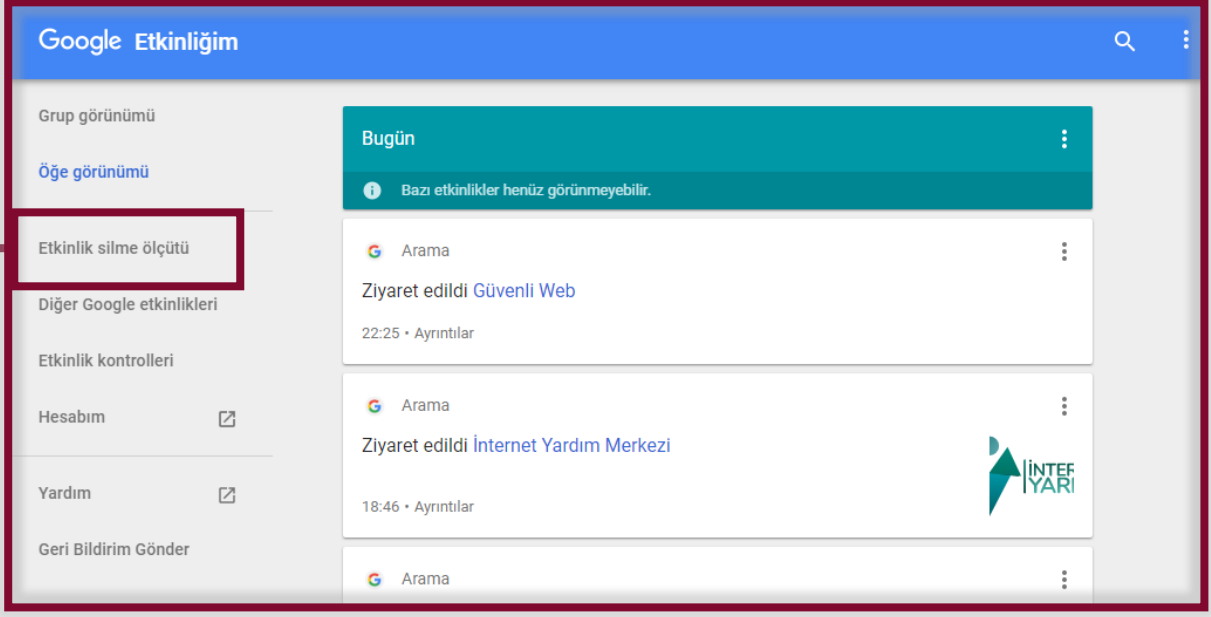 Google Etkinliğim
Grup görünümü
Öğe görünümü
Etkinlik silme ölçütü
Diğer Google etkinlikleri
Etkinlik kontrolleri
Hesabım
Yardım
Geri Bildirim Gönder
Bugün
Bazı etkinlikler henüz görünmeyebilir.
G Arama
Ziyaret edildi Güvenli Web
22:25 • Ayrıntılar
G Arama
Ziyaret edildi İnternet Yardım Merkezi
18:46 • Ayrıntılar
İNTER
YARI
G Arama